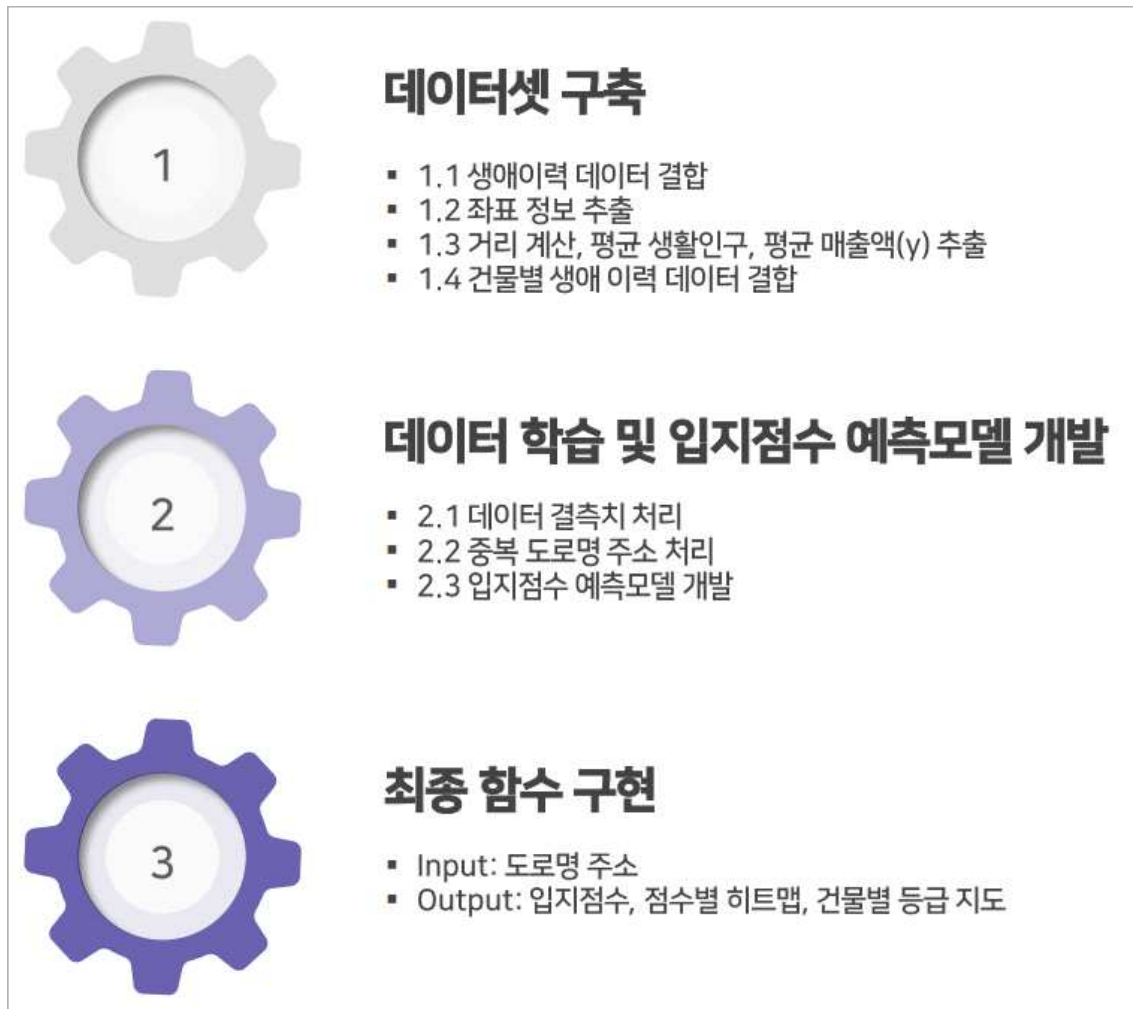 1
데이터셋 구축
▪ 1.1 생애이력 데이터 결합
▪ 1.2 좌표 정보 추출
▪ 1.3 거리 계산, 평균 생활인구, 평균 매출액(y) 추출
▪ 1.4 건물별 생애 이력 데이터 결합
2
데이터 학습 및 입지점수 예측모델 개발
▪ 2.1 데이터 결측치 처리
▪ 2.2 중복 도로명 주소 처리
▪ 2.3 입지점수 예측모델 개발
3
최종 함수 구현
▪ Input: 도로명 주소
▪ Output: 입지점수, 점수별 히트맵, 건물별 등급 지도